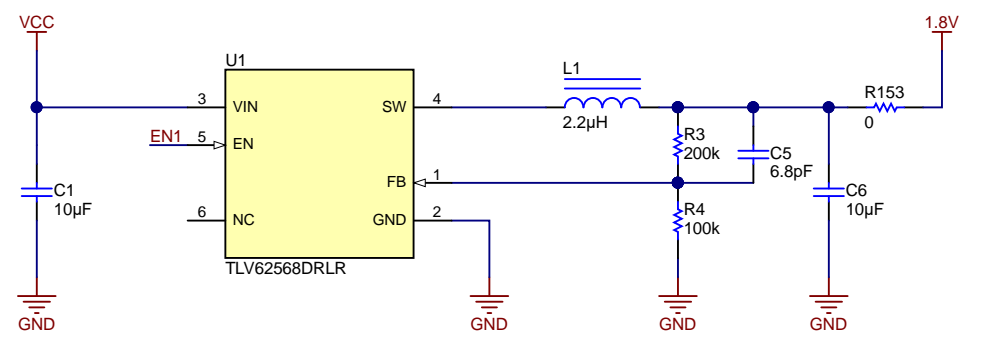 VCC
1.8V
U1
L1
R153
3
VIN
SW
4
2.2µH
0
EN1
5
EN
R3
200k
C5
6.8pF
FB
1
C1
10µF
6
NC
GND
2
R4
100k
C6
10µF
TLV62568DRLR
GND
GND
GND
GND